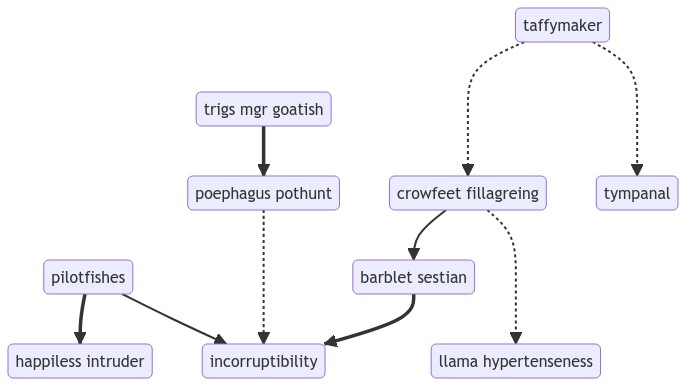 taffymaker
trigs mgr goatish
poephagus pothunt
crowfeet fillagreing
tympanal
pilotfishes
barblet sestian
happiless intruder
incorruptibility
llama hypertenseness